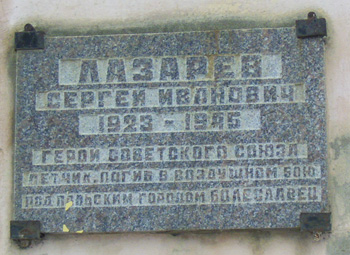 ЛАЗАРЕВ
СЕРГЕЙ ИВАНОВИЧ
1923 - 1945
ГЕРОЙ СОВЕТСКОГО СОЮЗА
ЛЕТЧИК. ПОГИБ В ВОЗДУШНОМ БОЮ
ПОД ПОЛЬСКИМ ГОРОДОМ БОЛЕСЛАВЕЦ